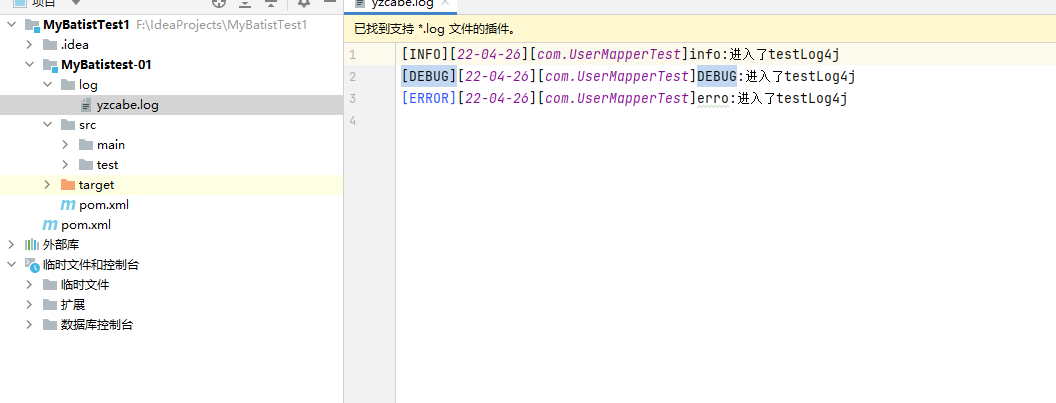 项目
yzcabe.log
MyBatistTest1 F:\IdeaProjects\MyBatistTest1
.idea
MyBatistest-01
log
yzcabe.log
src
main
test
target
pom.xml
pom.xml
外部库
临时文件和控制台
临时文件
扩展
数据库控制台
已找到支持 *.log 文件的插件。
1 [INFO][22-04-26][com.UserMapperTest]info:进入了testLog4j
2 [DEBUG][22-04-26][com.UserMapperTest]DEBUG:进入了testLog4j
3 [ERROR][22-04-26][com.UserMapperTest]erro:进入了testLog4j
4